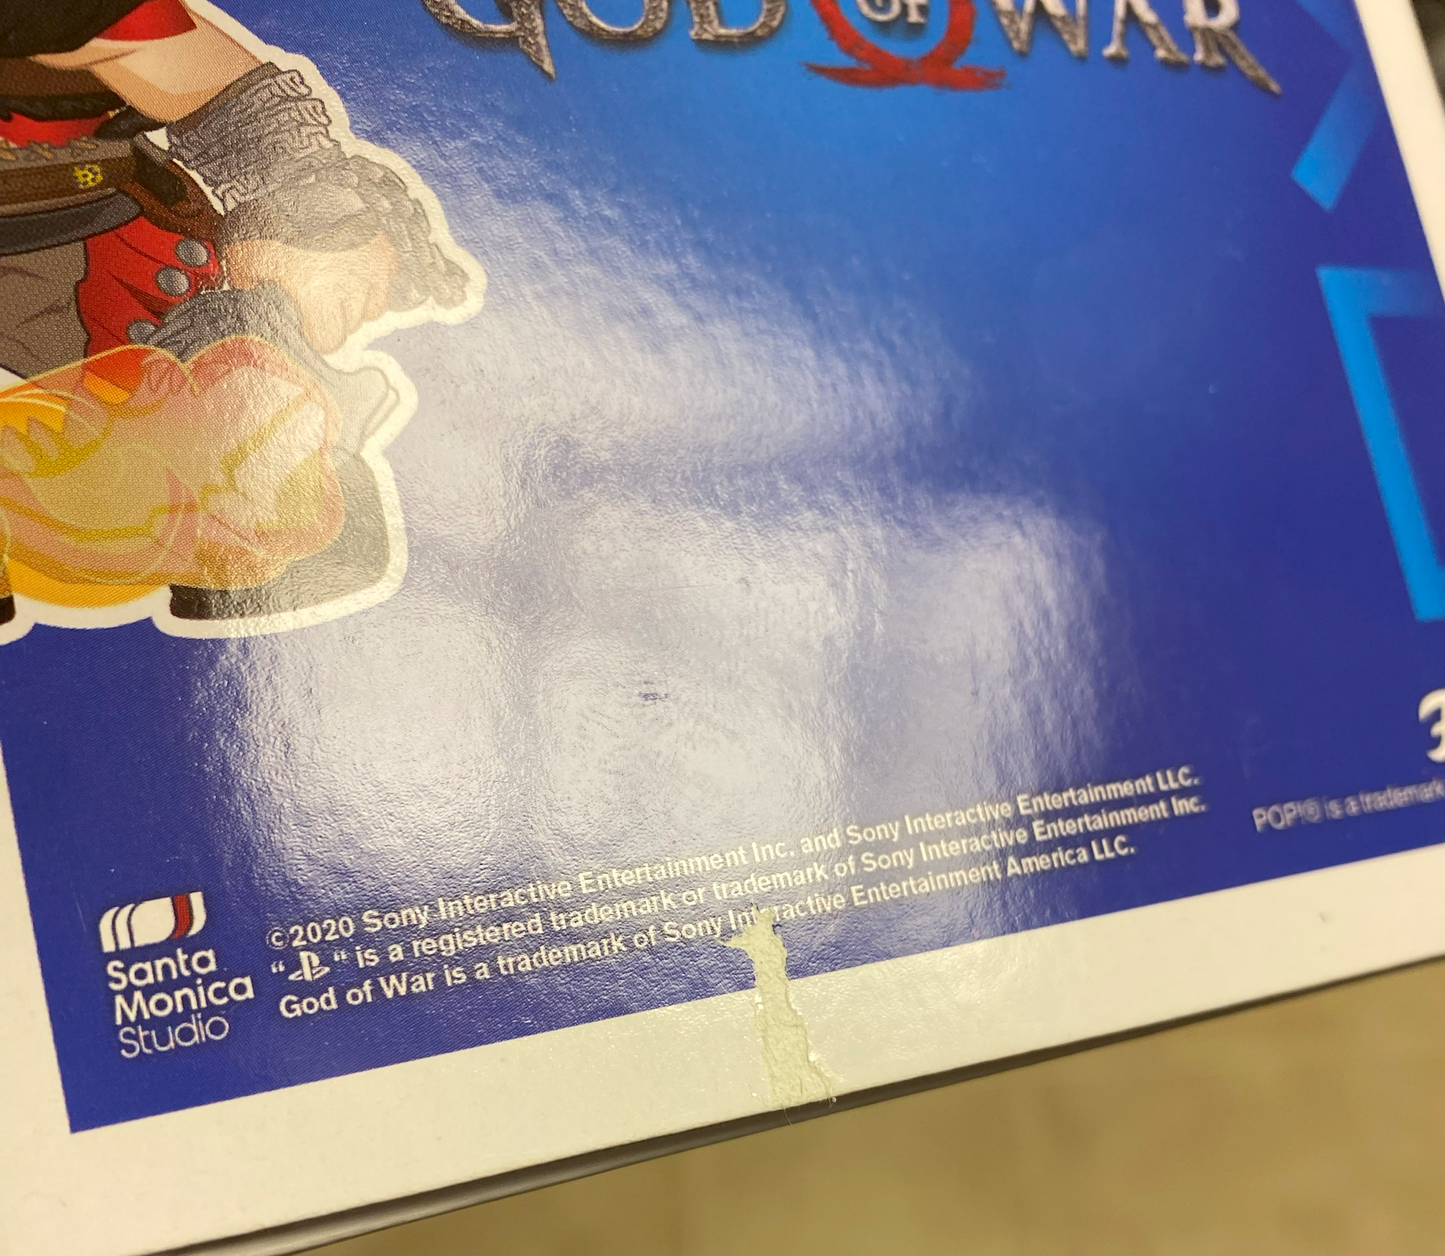 GOD OF WAR
©2020 Sony Interactive Entertainment Inc. and Sony Interactive Entertainment LLC.
“ “ is a registered trademark or trademark of Sony Interactive Entertainment Inc.
God of War is a trademark of Sony Interactive Entertainment America LLC.
Santa
Monica
Studio
3
POP!® is a trademark